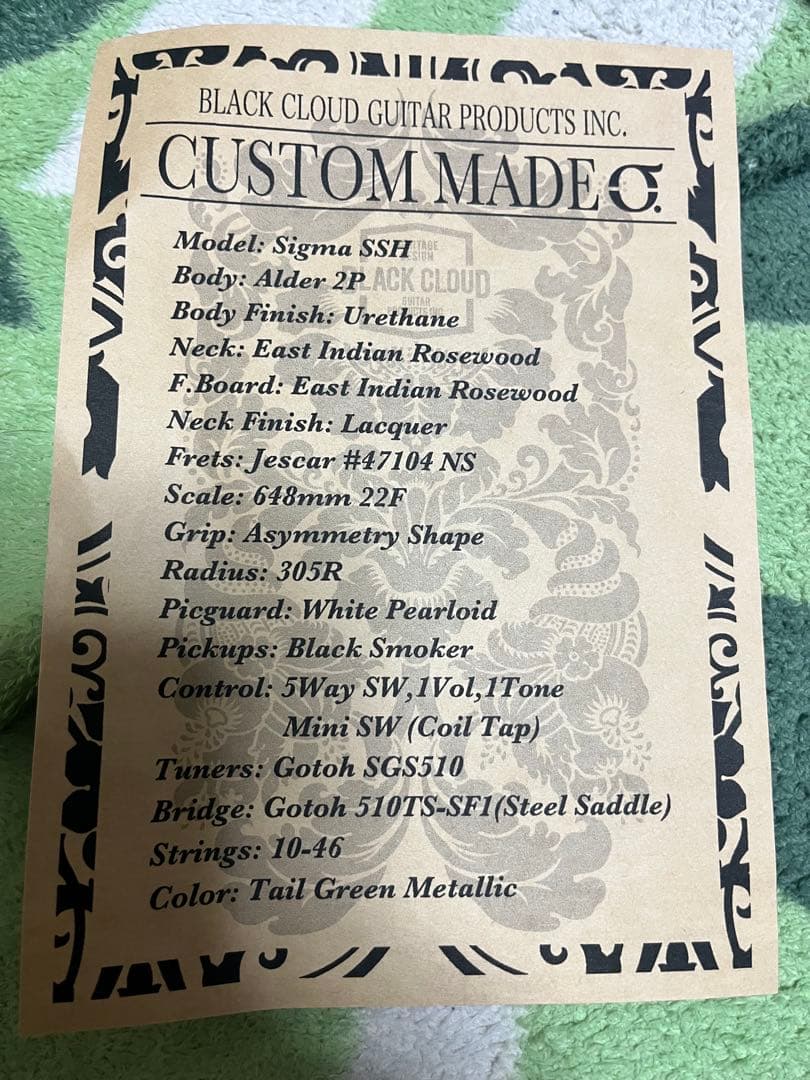 BLACK CLOUD GUITAR PRODUCTS INC.
CUSTOM MADE σ.
Model: Sigma SSH
Body: Alder 2P
BLACK CLOUD
GUITAR
Body Finish: Urethane
Neck: East Indian Rosewood
F.Board: East Indian Rosewood
Neck Finish: Lacquer
Frets: Jescar #47104 NS
Scale: 648mm 22F
Grip: Asymmetry Shape
Radius: 305R
Picguard: White Pearloid
Pickups: Black Smoker
Control: 5Way SW,1Vol,1Tone
Mini SW (Coil Tap)
Tuners: Gotoh SGS510
Bridge: Gotoh 510TS-SF1(Steel Saddle)
Strings: 10-46
Color: Tail Green Metallic